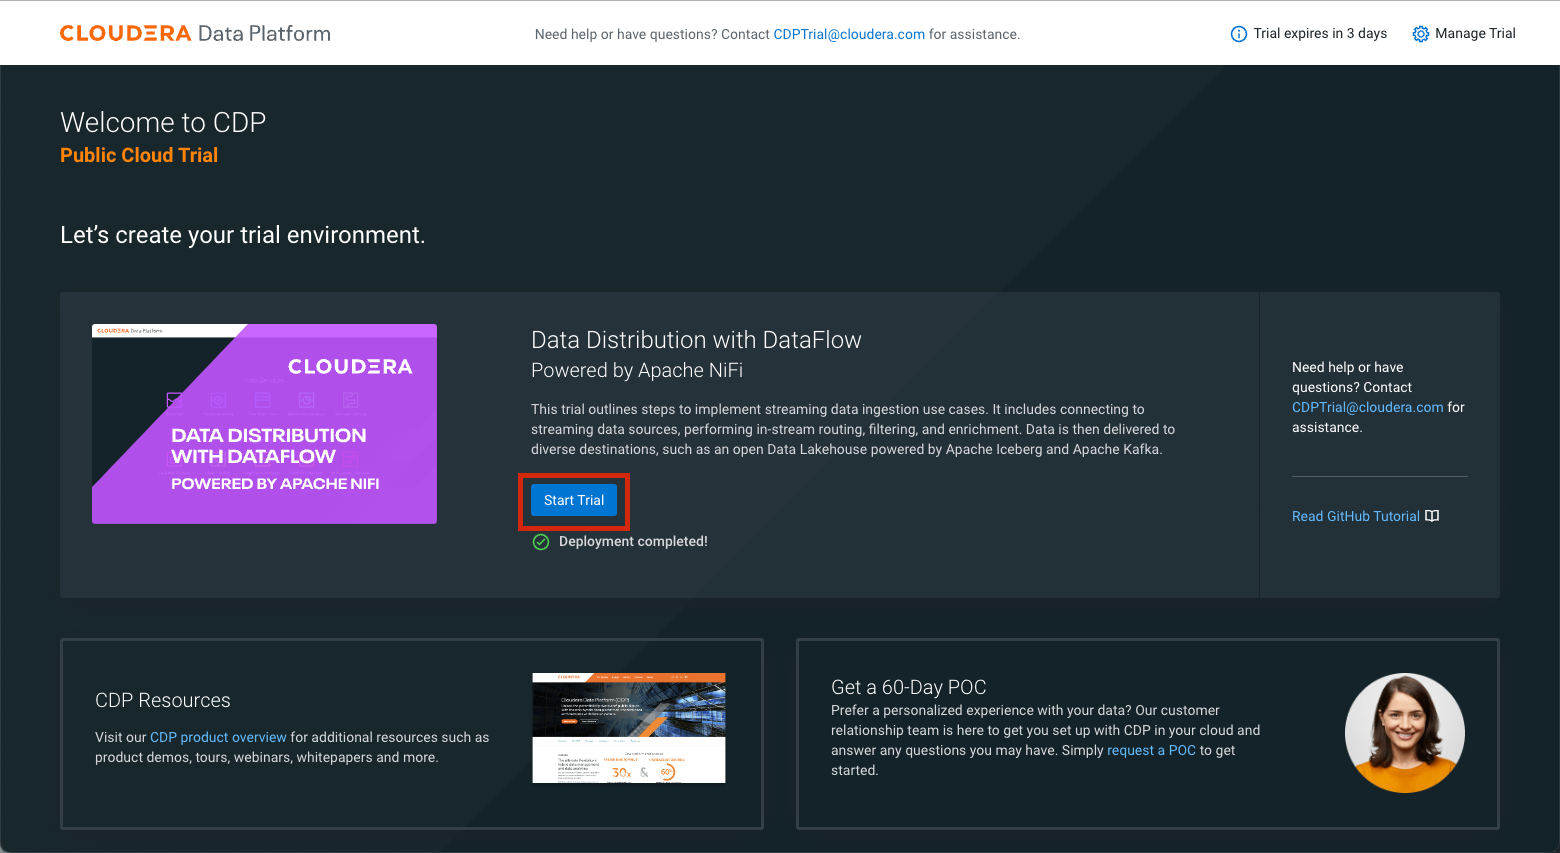 CLOUDERA Data Platform
Need help or have questions? Contact CDPTrial@cloudera.com for assistance.
Trial expires in 3 days
Manage Trial
Welcome to CDP
Public Cloud Trial
Let's create your trial environment.
CLOUDERA Data Platform
CLOUDERA
DATA DISTRIBUTION
WITH DATAFLOW
POWERED BY APACHE NIFI
Data Distribution with DataFlow
Powered by Apache NiFi
This trial outlines steps to implement streaming data ingestion use cases. It includes connecting to
streaming data sources, performing in-stream routing, filtering, and enrichment. Data is then delivered to
diverse destinations, such as an open Data Lakehouse powered by Apache Iceberg and Apache Kafka.
Start Trial
Deployment completed!
Need help or have
questions? Contact
CDPTrial@cloudera.com for
assistance.
Read GitHub Tutorial
CDP Resources
Visit our CDP product overview for additional resources such as
product demos, tours, webinars, whitepapers and more.
CLOUDERA
Cloudera Data Platform (CDP)
30x
&
60%
Get a 60-Day POC
Prefer a personalized experience with your data? Our customer
relationship team is here to get you set up with CDP in your cloud and
answer any questions you may have. Simply request a POC to get
started.